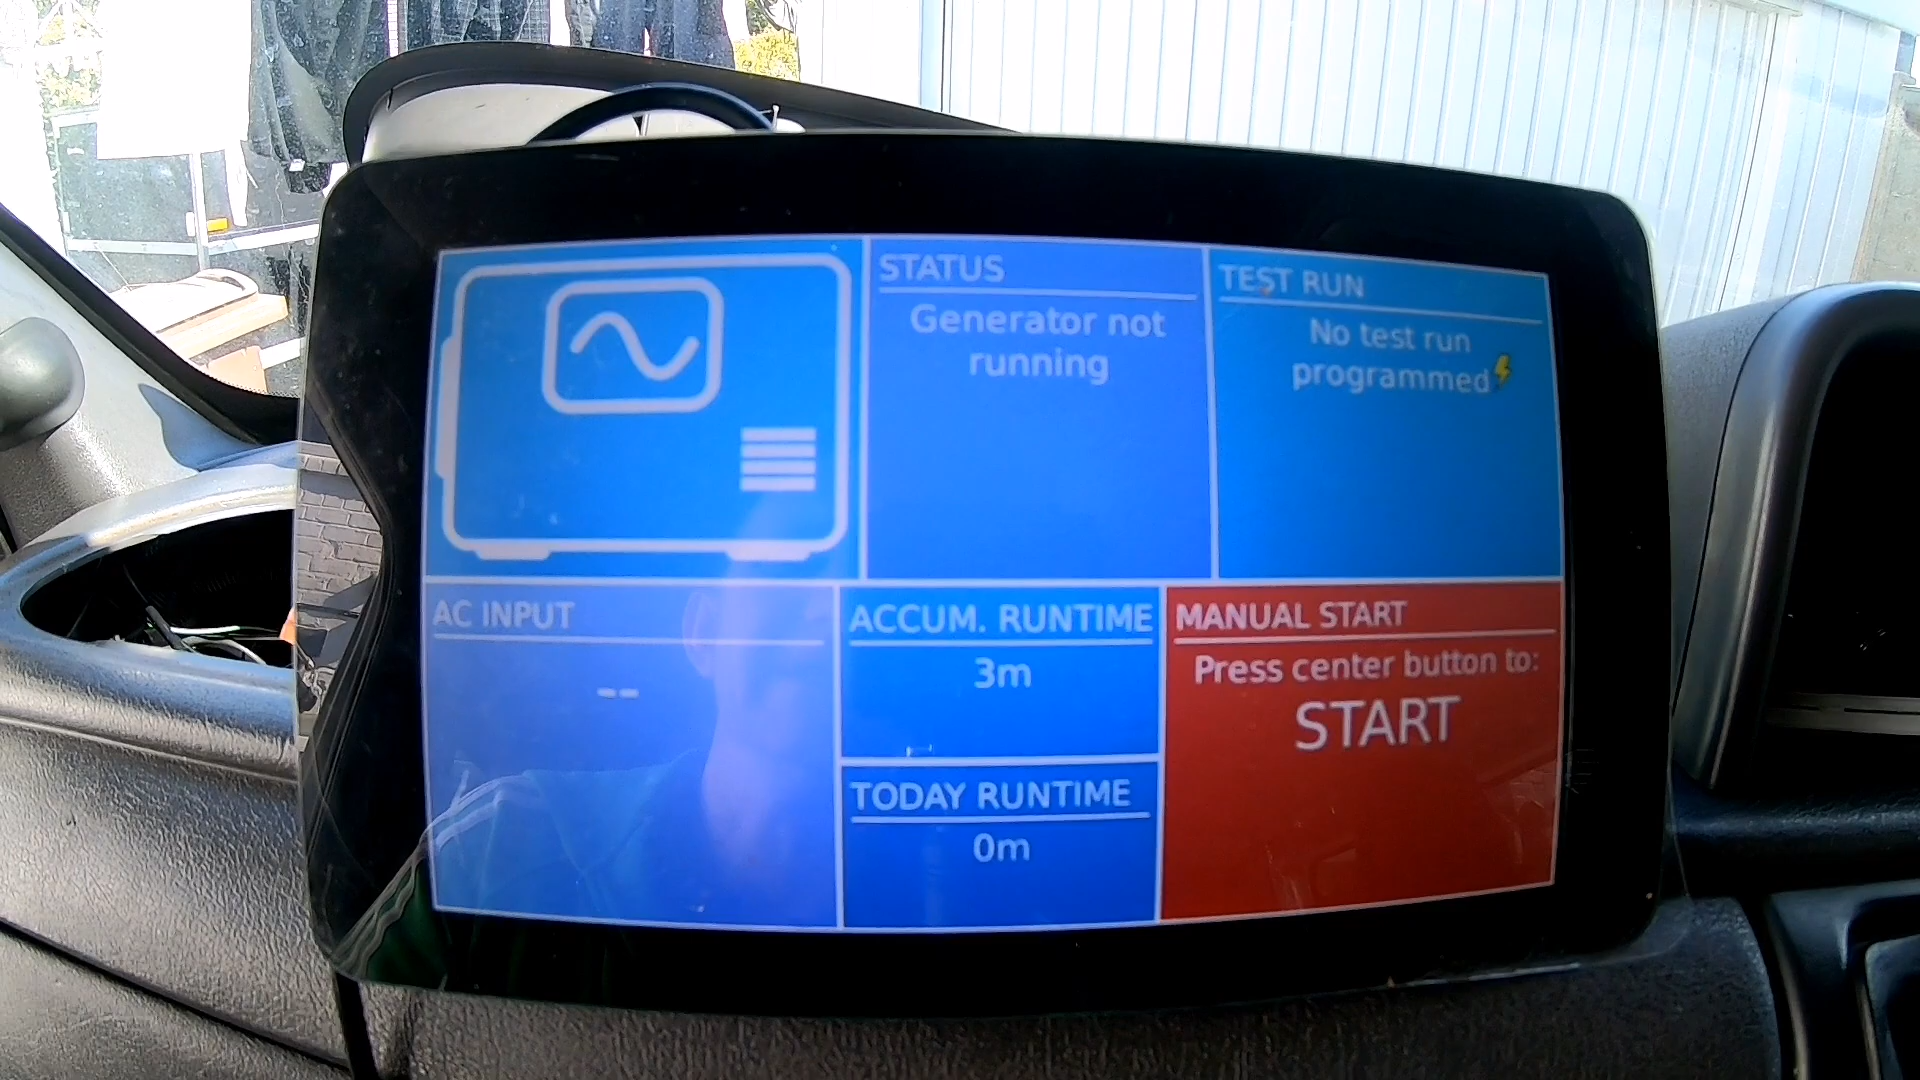 STATUS
Generator not
running
TEST RUN
No test run
programmed
AC INPUT
--
ACCUM. RUNTIME
3m
TODAY RUNTIME
0m
MANUAL START
Press center button to:
START